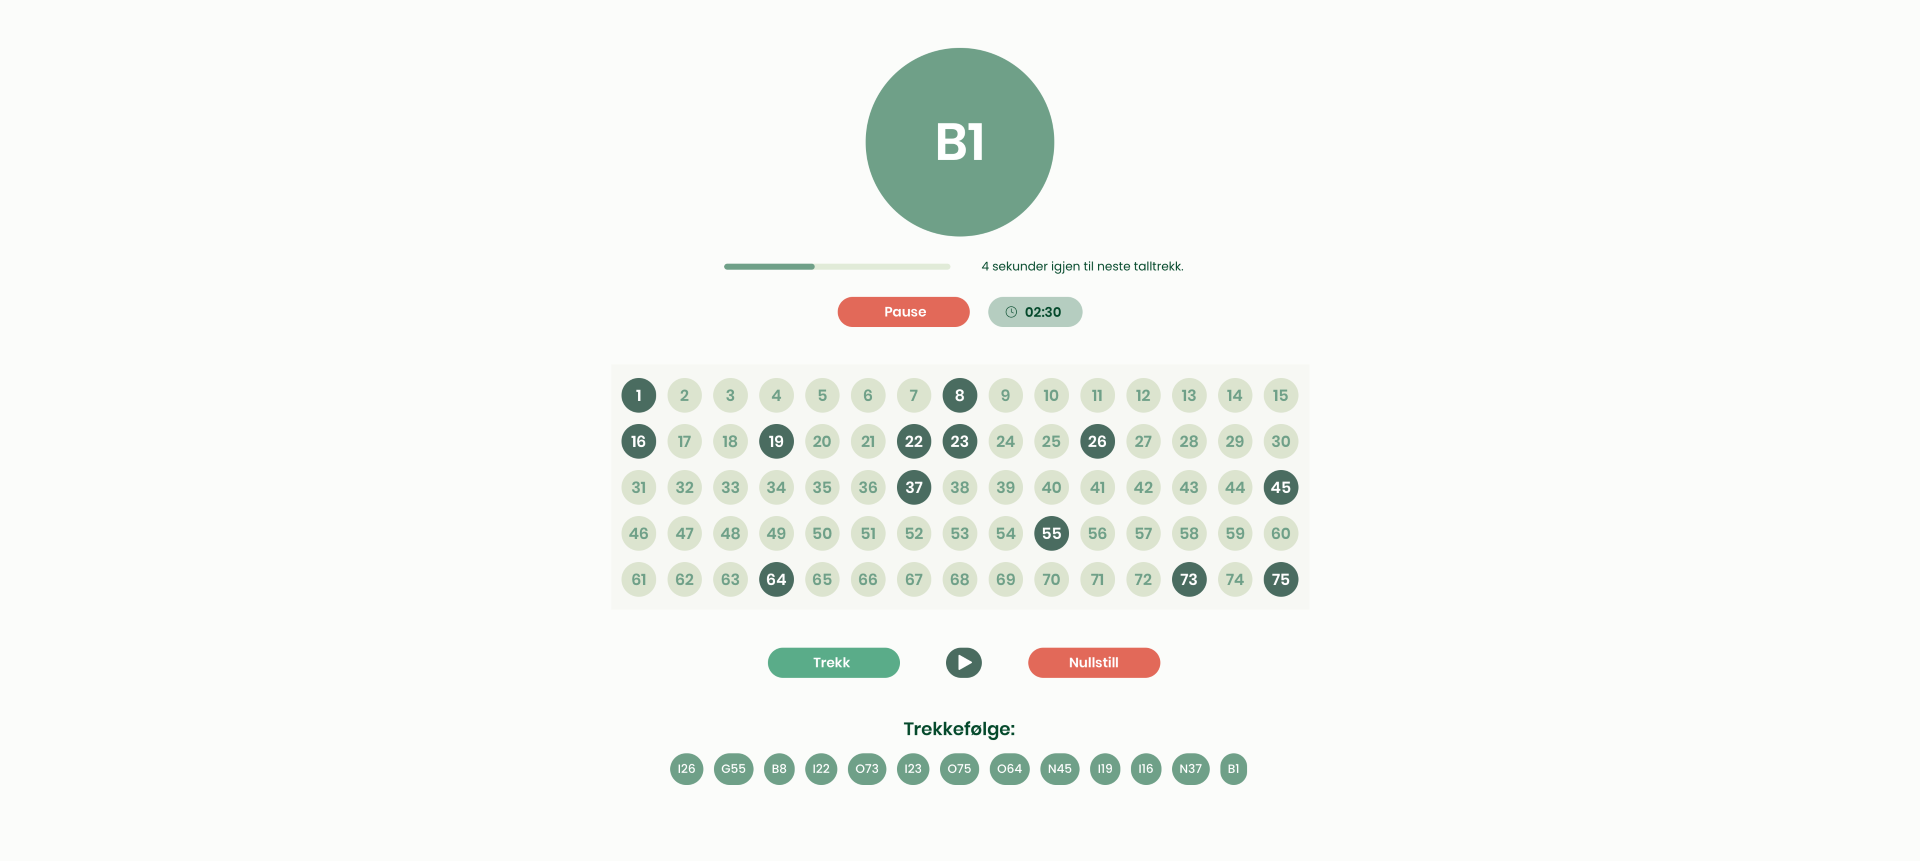 B1
4 sekunder igjen til neste talltrekk.
Pause 02:30
1 2 3 4 5 6 7 8 9 10 11 12 13 14 15
16 17 18 19 20 21 22 23 24 25 26 27 28 29 30
31 32 33 34 35 36 37 38 39 40 41 42 43 44 45
46 47 48 49 50 51 52 53 54 55 56 57 58 59 60
61 62 63 64 65 66 67 68 69 70 71 72 73 74 75
Trekk Nullstill
Trekkefølge:
I26 G55 B8 I22 O73 I23 O75 O64 N45 I19 I16 N37 B1